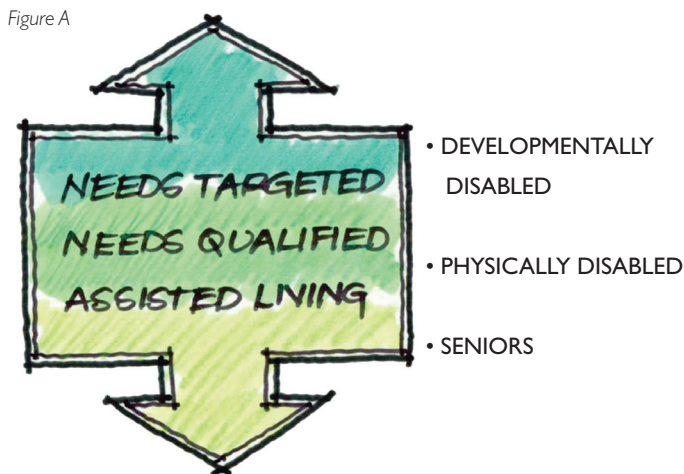 Figure A
NEEDS TARGETED
NEEDS QUALIFIED
ASSISTED LIVING
• DEVELOPMENTALLY
DISABLED
• PHYSICALLY DISABLED
• SENIORS